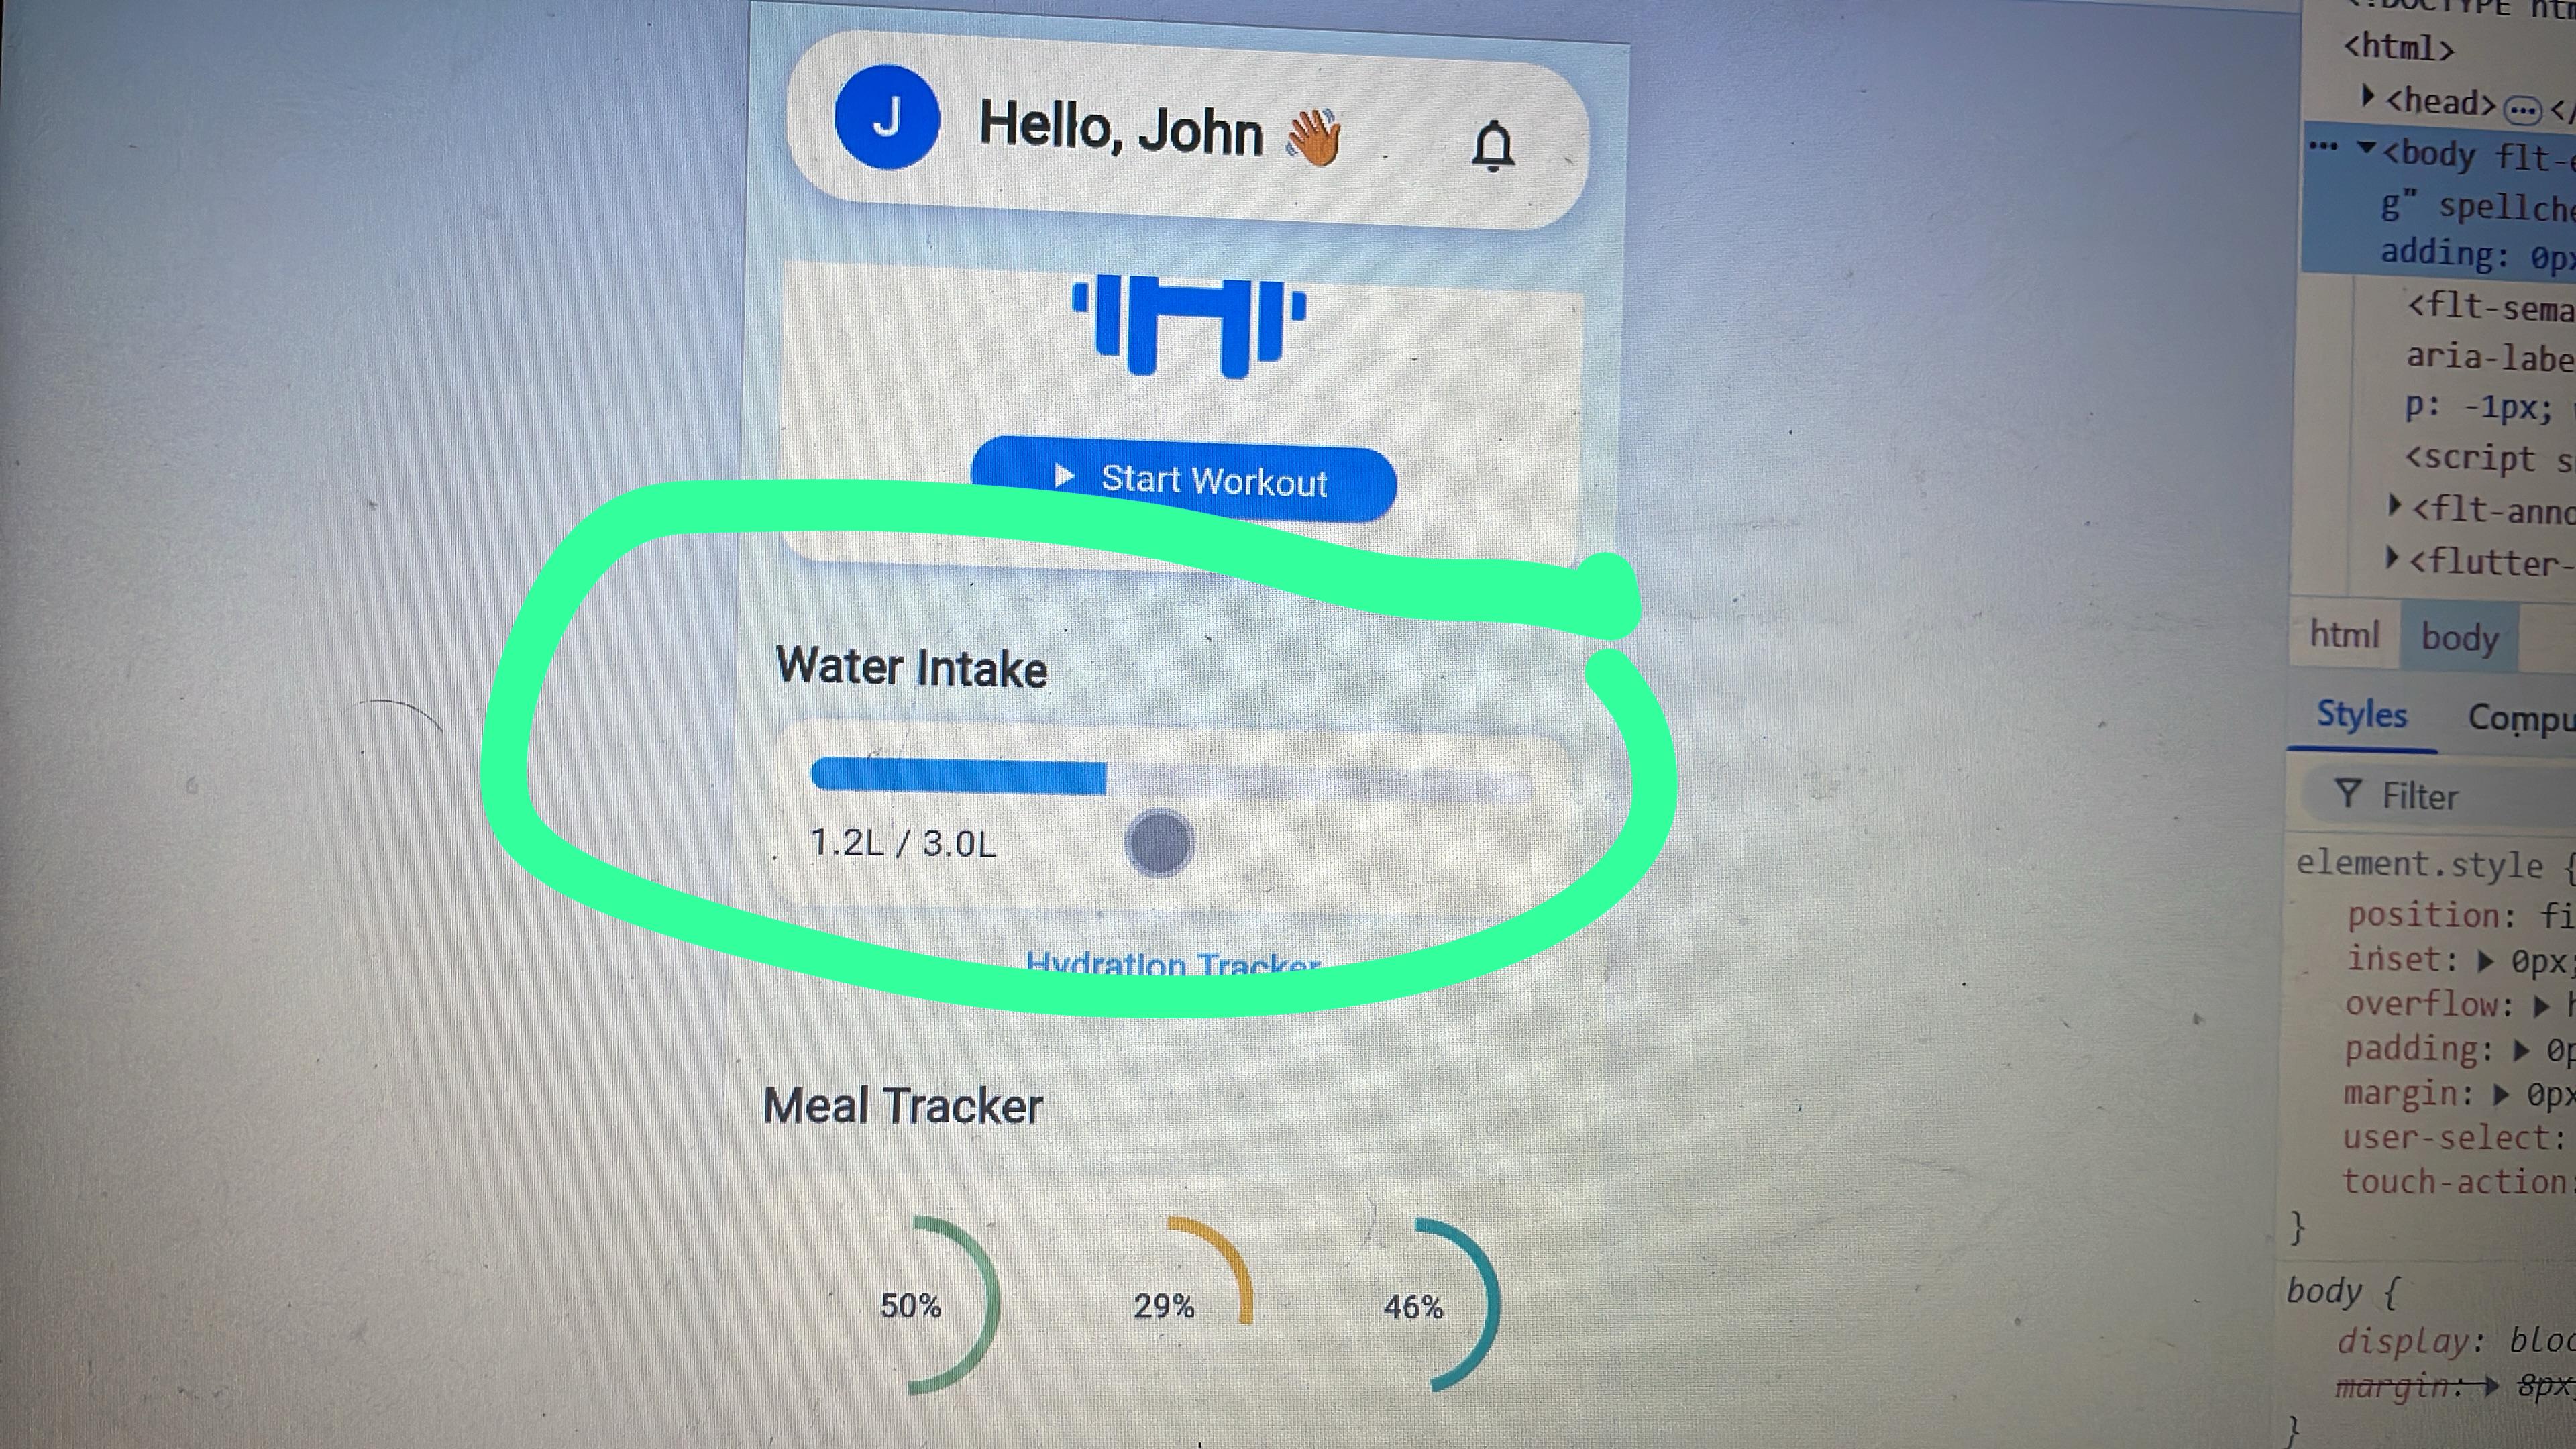 J
Hello, John 👋
Start Workout
Water Intake
1.2L / 3.0L
Hydration Tracker
Meal Tracker
50%
29%
46%
<html>
<head>
<body flt-
g" spellche
adding: 0px
<flt-sema
aria-labe
p: -1px;
<script s
<flt-anno
<flutter-
html body
Styles Compu
Filter
element.style {
position: fi
inset: 0px;
overflow: h
padding: 0p
margin: 0px
user-select:
touch-action:
}
body {
display: bloc
margin: 8px
}